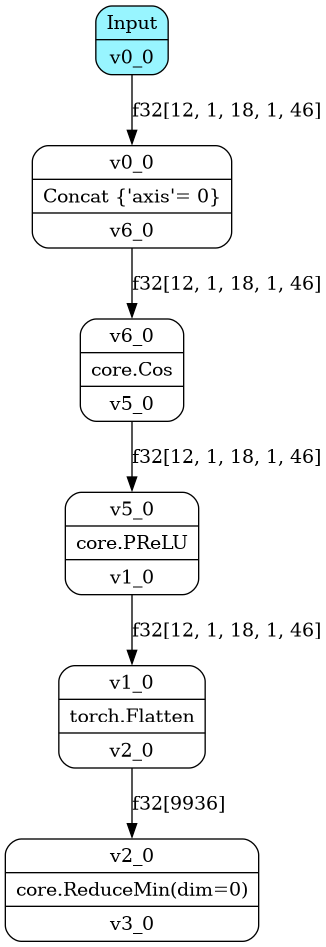 Input
v0_0
f32[12, 1, 18, 1, 46]
v0_0
Concat {'axis'= 0}
v6_0
f32[12, 1, 18, 1, 46]
v6_0
core.Cos
v5_0
f32[12, 1, 18, 1, 46]
v5_0
core.PReLU
v1_0
f32[12, 1, 18, 1, 46]
v1_0
torch.Flatten
v2_0
f32[9936]
v2_0
core.ReduceMin(dim=0)
v3_0